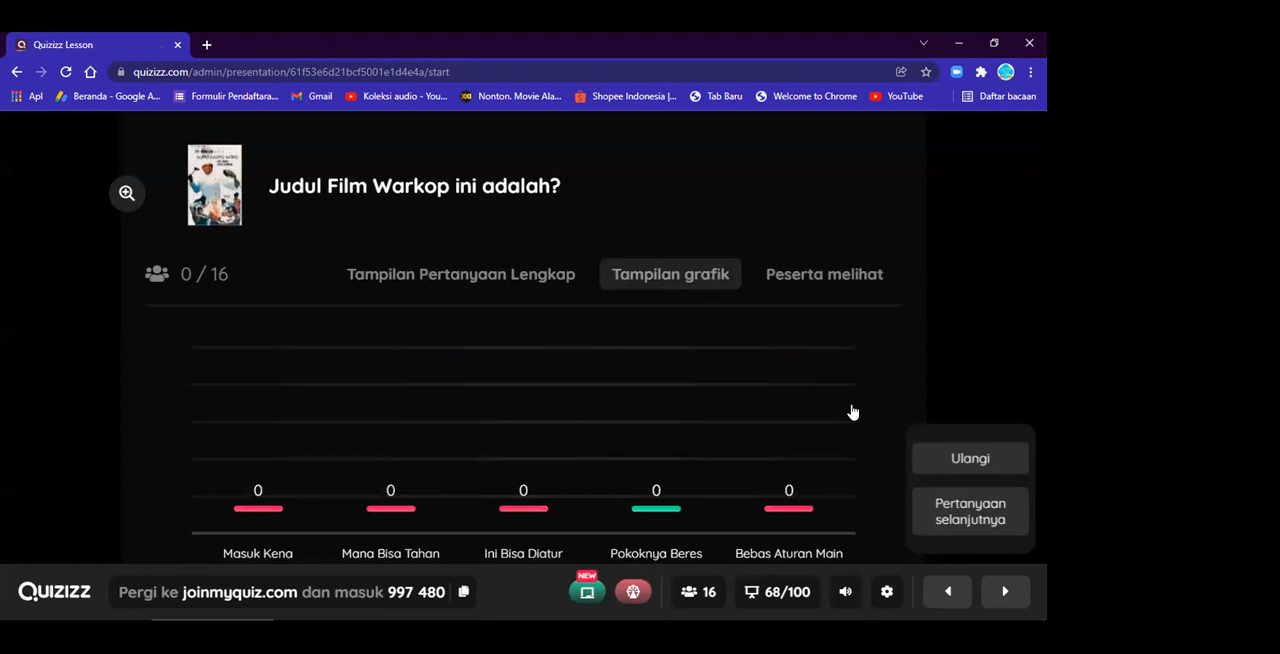 Quizizz Lesson
quizizz.com/admin/presentation/61f53e6d21bcf5001e1d4e4a/start
Apl
Beranda - Google A...
Formulir Pendaftara...
Gmail
Koleksi audio - You...
Nonton. Movie Ala...
Shopee Indonesia |...
Tab Baru
Welcome to Chrome
YouTube
Daftar bacaan
Judul Film Warkop ini adalah?
0 / 16
Tampilan Pertanyaan Lengkap
Tampilan grafik
Peserta melihat
0 0 0 0 0
Masuk Kena
Mana Bisa Tahan
Ini Bisa Diatur
Pokoknya Beres
Bebas Aturan Main
Ulangi
Pertanyaan
selanjutnya
QUIZIZZ
Pergi ke joinmyquiz.com dan masuk 997 480
NEW
16
68/100